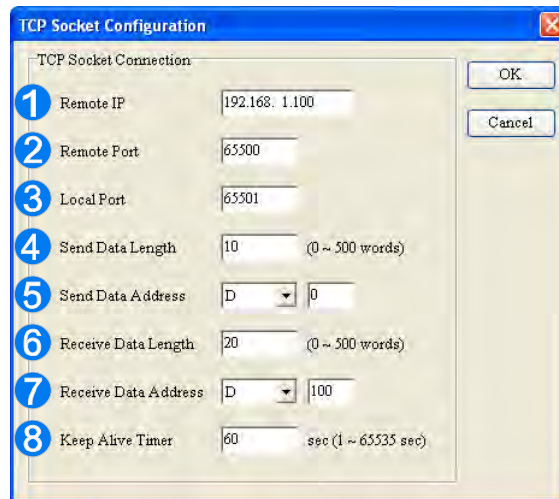 TCP Socket Configuration
TCP Socket Connection
OK
Cancel
1 Remote IP 192.168. 1.100
2 Remote Port 65500
3 Local Port 65501
4 Send Data Length 10 (0 ~ 500 words)
5 Send Data Address D 0
6 Receive Data Length 20 (0 ~ 500 words)
7 Receive Data Address D 100
8 Keep Alive Timer 60 sec (1 ~ 65535 sec)